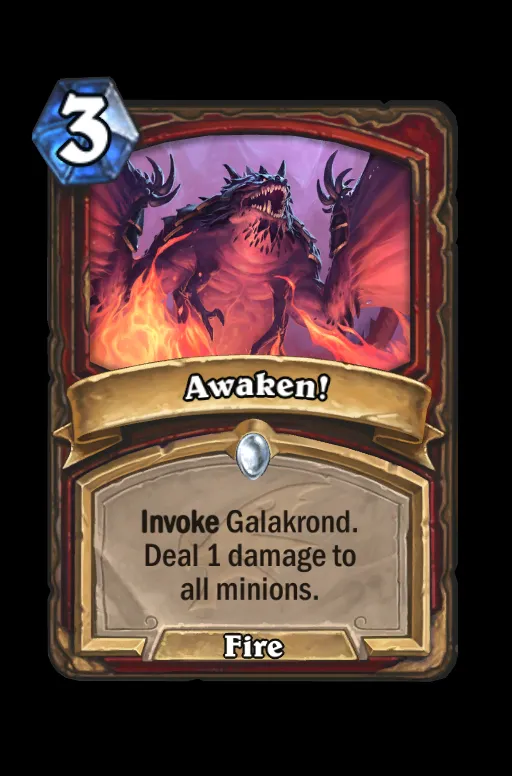 3
Awaken!
Invoke Galakrond.
Deal 1 damage to
all minions.
Fire